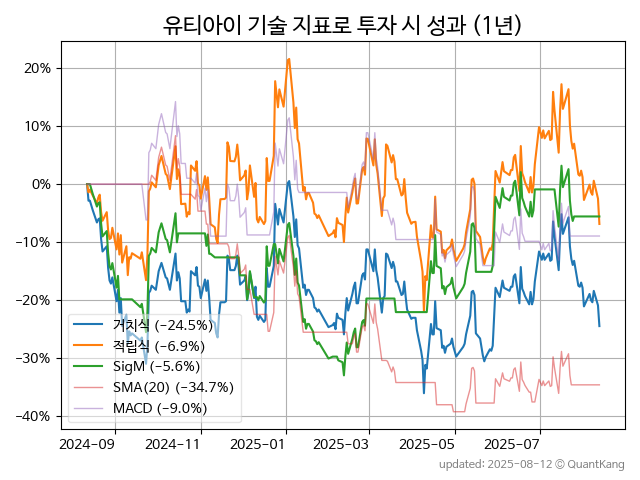 유티아이 기술 지표로 투자 시 성과 (1년)
20%
10%
0%
−10%
−20%
−30%
−40%
거치식 (−24.5%)
적립식 (−6.9%)
SigM (−5.6%)
SMA(20) (−34.7%)
MACD (−9.0%)
2024-09 2024-11 2025-01 2025-03 2025-05 2025-07
updated: 2025-08-12 © QuantKang